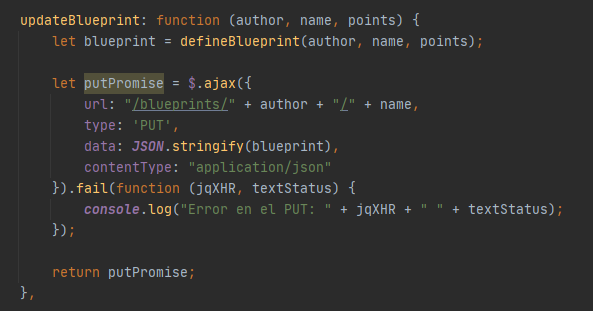 updateBlueprint: function (author, name, points) {
    let blueprint = defineBlueprint(author, name, points);

    let putPromise = $.ajax({
        url: "/blueprints/" + author + "/" + name,
        type: 'PUT',
        data: JSON.stringify(blueprint),
        contentType: "application/json"
    }).fail(function (jqXHR, textStatus) {
        console.log("Error en el PUT: " + jqXHR + " " + textStatus);
    });

    return putPromise;
},